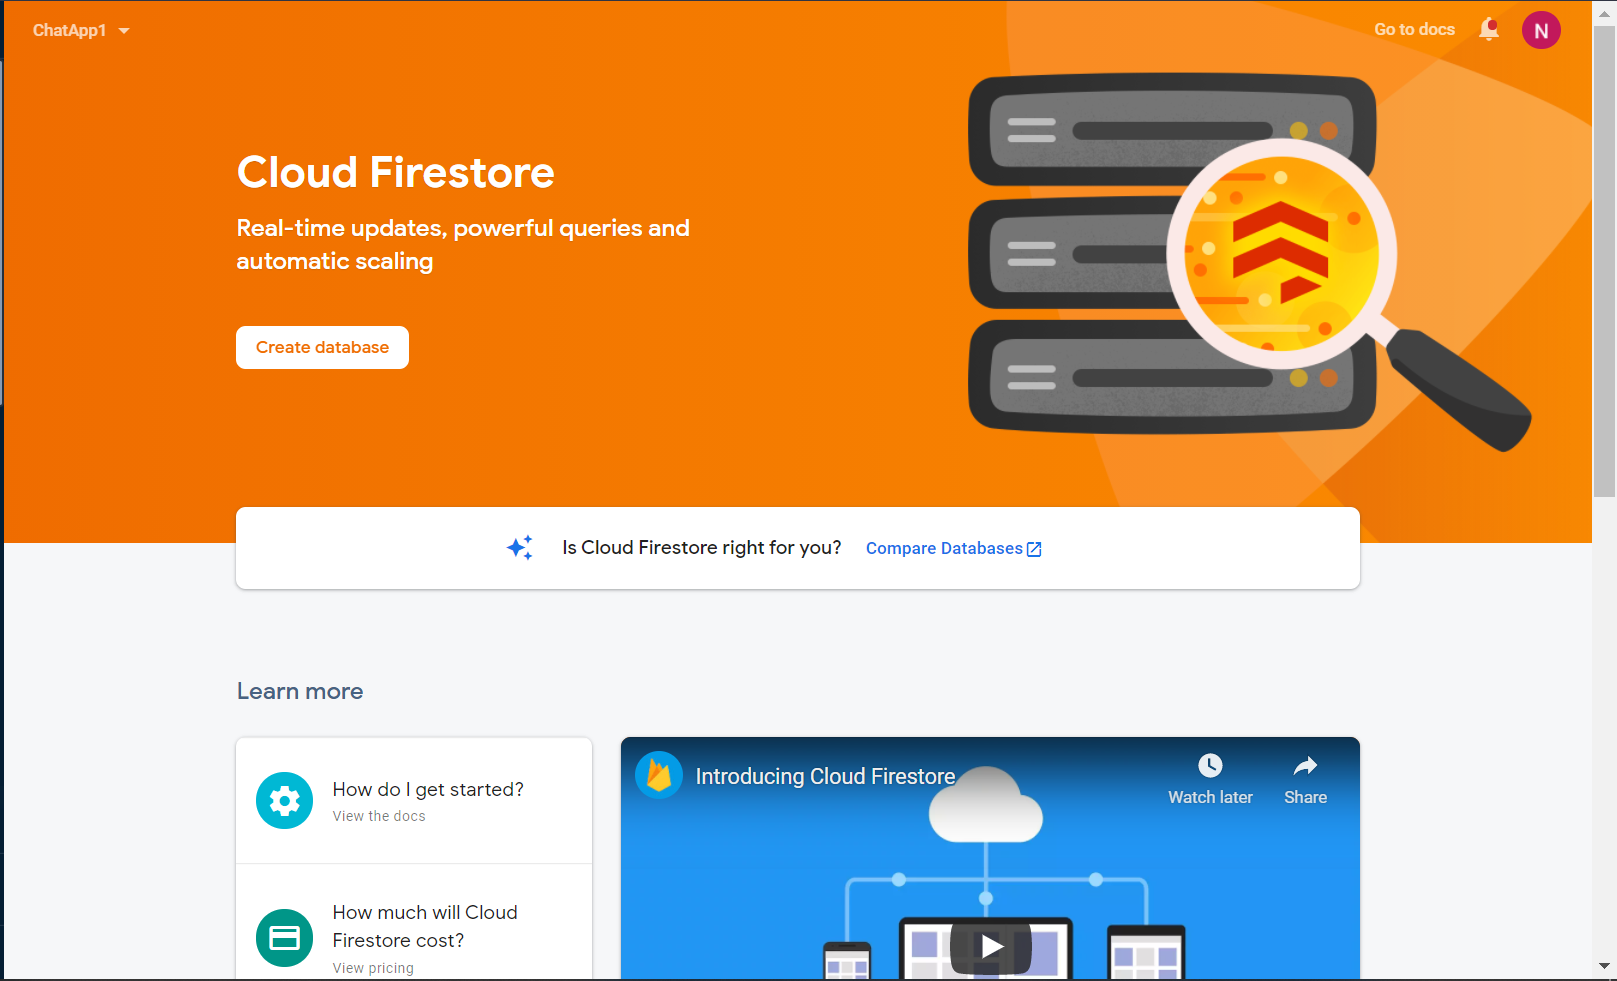 ChatApp1
Go to docs
N
Cloud Firestore
Real-time updates, powerful queries and
automatic scaling
Create database
Is Cloud Firestore right for you?
Compare Databases
Learn more
How do I get started?
View the docs
How much will Cloud
Firestore cost?
View pricing
Introducing Cloud Firestore
Watch later
Share